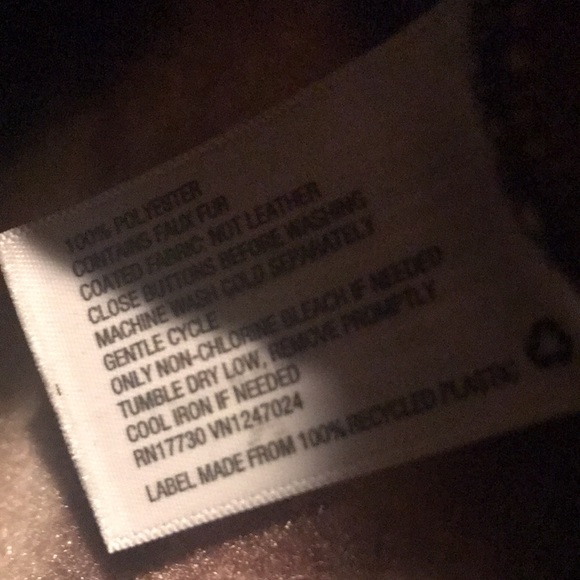 100% POLYESTER
CONTAINS FAUX FUR
COATED FABRIC: NOT LEATHER
CLOSE BUTTONS BEFORE WASHING
MACHINE WASH COLD SEPARATELY
GENTLE CYCLE
ONLY NON-CHLORINE BLEACH IF NEEDED
TUMBLE DRY LOW, REMOVE PROMPTLY
COOL IRON IF NEEDED
RN17730 VN1247024
LABEL MADE FROM 100% RECYCLED PLASTIC